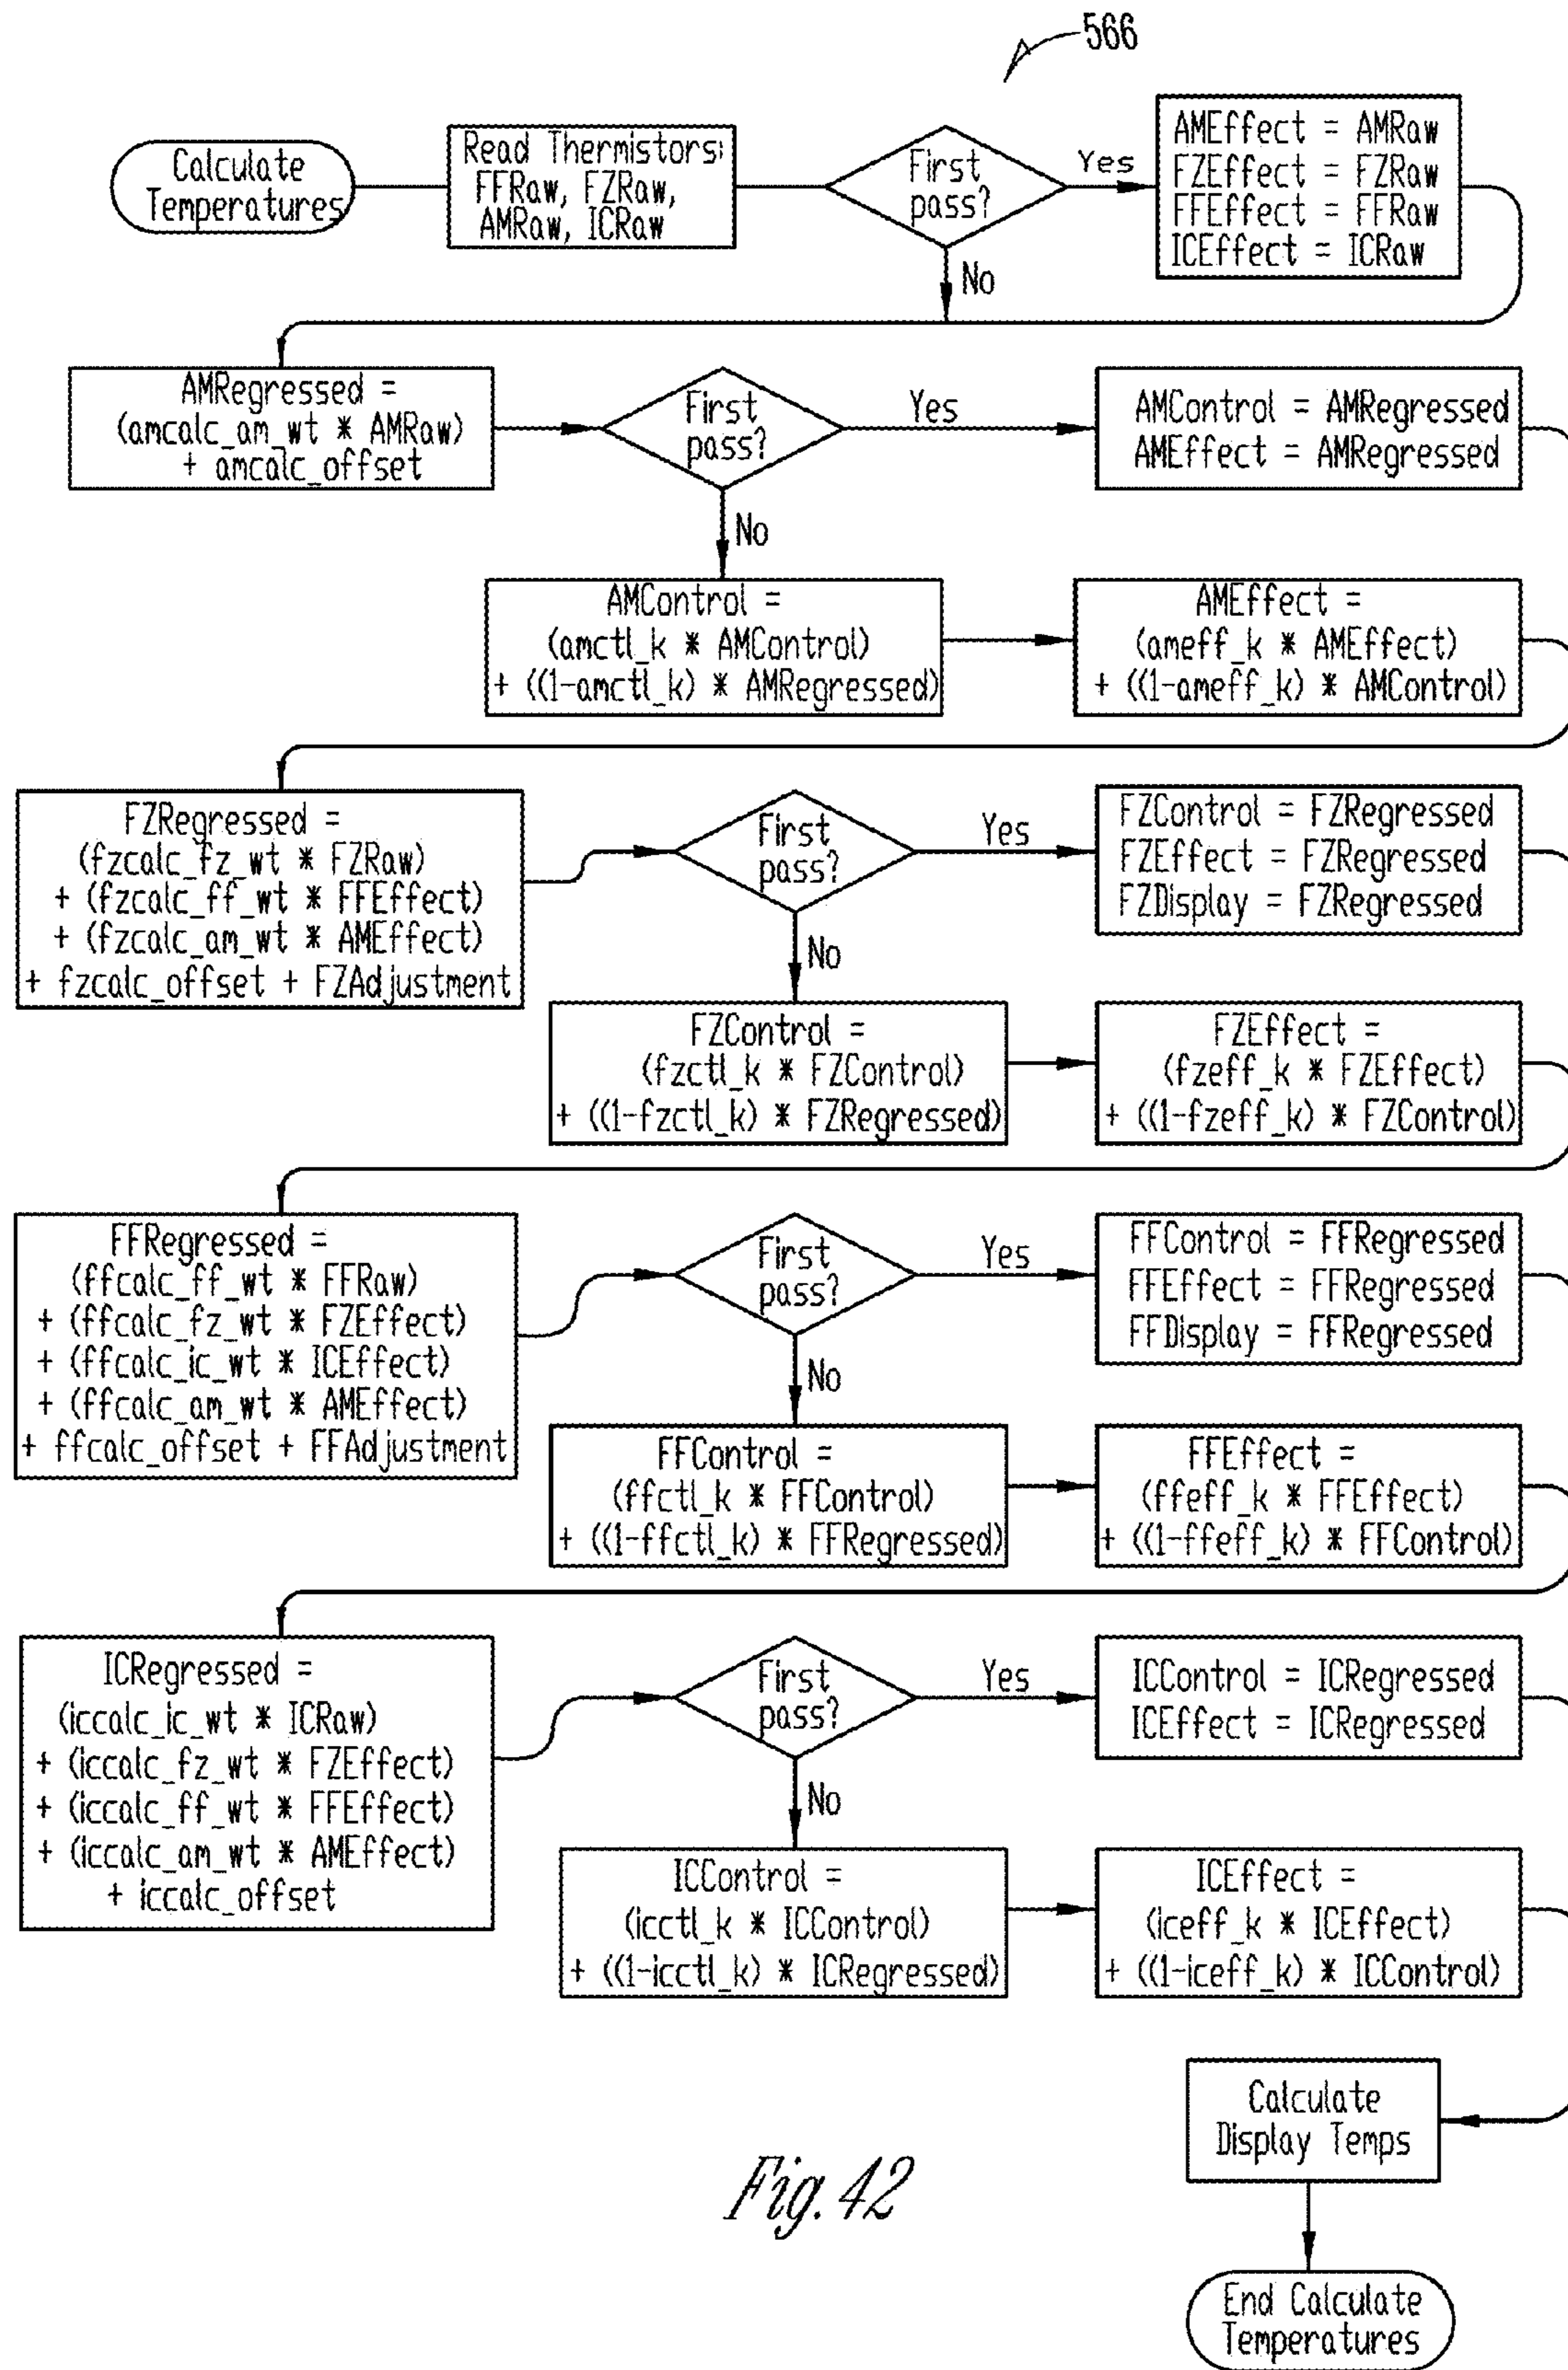 566
Calculate
Temperatures
Read Thermistors:
FFRaw, FZRaw,
AMRaw, ICRaw
First
pass?
Yes
No
AMEffect = AMRaw
FZEffect = FZRaw
FFEffect = FFRaw
ICEffect = ICRaw
AMRegressed =
(amcalc_am_wt * AMRaw)
+ amcalc_offset
First
pass?
Yes
No
AMControl = AMRegressed
AMEffect = AMRegressed
AMControl =
(amctl_k * AMControl)
+ ((1-amctl_k) * AMRegressed)
AMEffect =
(ameff_k * AMEffect)
+ ((1-ameff_k) * AMControl)
FZRegressed =
(fzcalc_fz_wt * FZRaw)
+ (fzcalc_ff_wt * FFEffect)
+ (fzcalc_am_wt * AMEffect)
+ fzcalc_offset + FZAdjustment
First
pass?
Yes
No
FZControl = FZRegressed
FZEffect = FZRegressed
FZDisplay = FZRegressed
FZControl =
(fzctl_k * FZControl)
+ ((1-fzctl_k) * FZRegressed)
FZEffect =
(fzeff_k * FZEffect)
+ ((1-fzeff_k) * FZControl)
FFRegressed =
(ffcalc_ff_wt * FFRaw)
+ (ffcalc_fz_wt * FZEffect)
+ (ffcalc_ic_wt * ICEffect)
+ (ffcalc_am_wt * AMEffect)
+ ffcalc_offset + FFAdjustment
First
pass?
Yes
No
FFControl = FFRegressed
FFEffect = FFRegressed
FFDisplay = FFRegressed
FFControl =
(ffctl_k * FFControl)
+ ((1-ffctl_k) * FFRegressed)
FFEffect =
(ffeff_k * FFEffect)
+ ((1-ffeff_k) * FFControl)
ICRegressed =
(iccalc_ic_wt * ICRaw)
+ (iccalc_fz_wt * FZEffect)
+ (iccalc_ff_wt * FFEffect)
+ (iccalc_am_wt * AMEffect)
+ iccalc_offset
First
pass?
Yes
No
ICControl = ICRegressed
ICEffect = ICRegressed
ICControl =
(icctl_k * ICControl)
+ ((1-icctl_k) * ICRegressed)
ICEffect =
(iceff_k * ICEffect)
+ ((1-iceff_k) * ICControl)
Calculate
Display Temps
End Calculate
Temperatures
Fig. 42